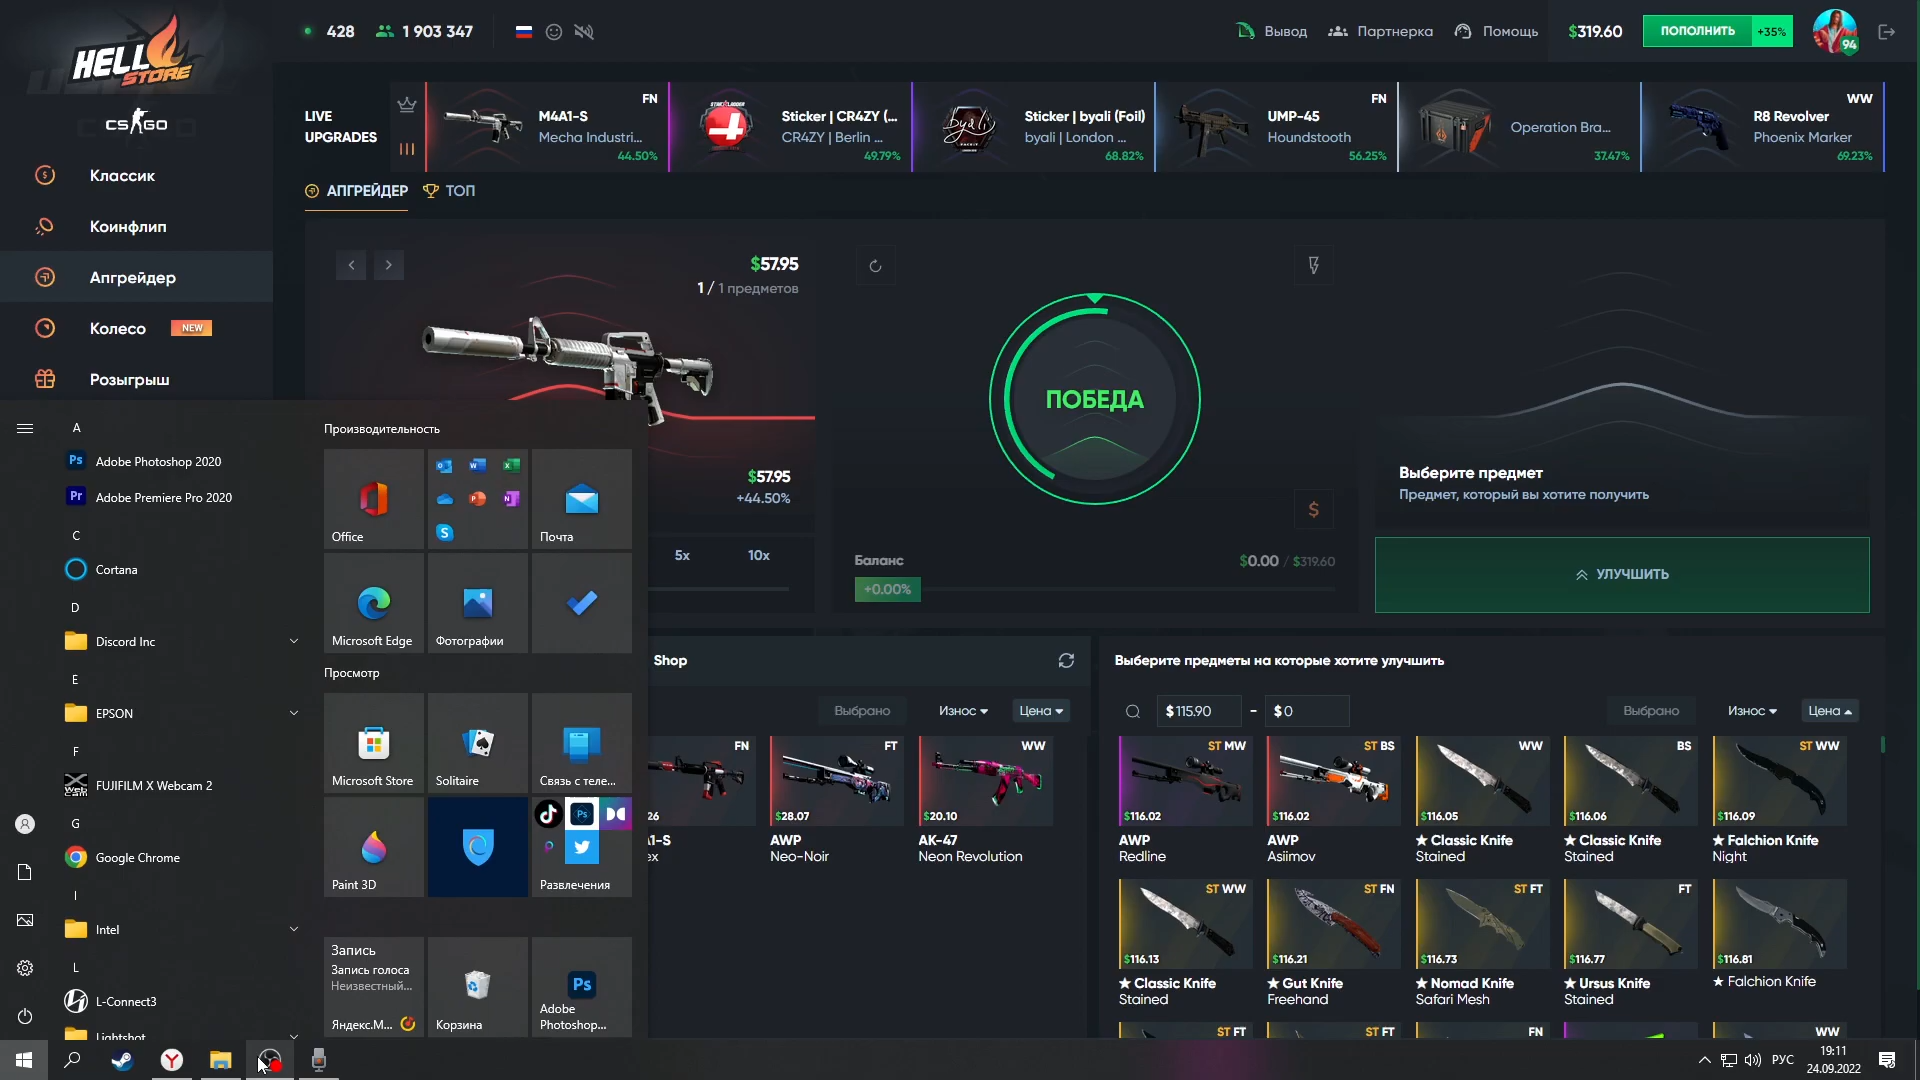 HELL
STORE
CS GO
428
1 903 347
Вывод
Партнерка
Помощь
$319.60
ПОПОЛНИТЬ
+35%
94
LIVE
UPGRADES
FN
M4A1-S
Mecha Industri...
44.50%
Sticker | CR4ZY (...
CR4ZY | Berlin ...
49.79%
Sticker | byali (Foil)
byali | London ...
68.82%
FN
UMP-45
Houndstooth
56.25%
Operation Bra...
37.47%
WW
R8 Revolver
Phoenix Marker
69.23%
АПГРЕЙДЕР
ТОП
Классик
Коинфлип
Апгрейдер
Колесо
NEW
Розыгрыш
$57.95
1 / 1 предметов
$57.95
+44.50%
5x
10x
ПОБЕДА
Баланс
$0.00 / $319.60
+0.00%
Выберите предмет
Предмет, который вы хотите получить
УЛУЧШИТЬ
Shop
Выбрано
Износ
Цена
FN
26
A1-S
ex
FT
$28.07
AWP
Neo-Noir
WW
$20.10
AK-47
Neon Revolution
Выберите предметы на которые хотите улучшить
$115.90
-
$0
Выбрано
Износ
Цена
ST MW
$116.02
AWP
Redline
ST BS
$116.02
AWP
Asiimov
WW
$116.05
★ Classic Knife
Stained
BS
$116.06
★ Classic Knife
Stained
ST WW
$116.09
★ Falchion Knife
Night
ST WW
$116.13
★ Classic Knife
Stained
ST FN
$116.21
★ Gut Knife
Freehand
ST FT
$116.73
★ Nomad Knife
Safari Mesh
FT
$116.77
★ Ursus Knife
Stained
$116.81
★ Falchion Knife
ST FT
ST FT
FN
WW
A
Adobe Photoshop 2020
Adobe Premiere Pro 2020
C
Cortana
D
Discord Inc
E
EPSON
F
FUJIFILM X Webcam 2
G
Google Chrome
I
Intel
L
L-Connect3
Lightshot
Производительность
Office
Почта
Microsoft Edge
Фотографии
Просмотр
Microsoft Store
Solitaire
Связь с теле...
Paint 3D
Развлечения
Запись
Запись голоса
Неизвестный...
Яндекс.М...
Корзина
Adobe
Photoshop...
РУС
19:11
24.09.2022